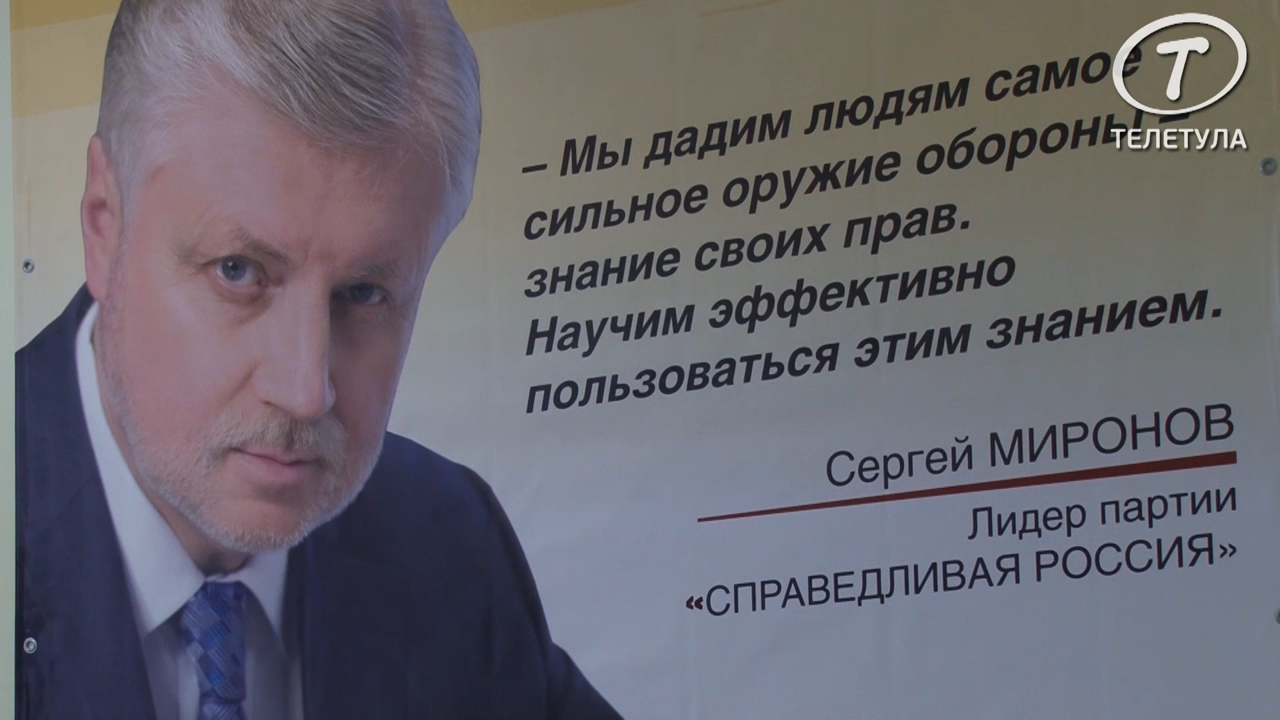 – Мы дадим людям самое
сильное оружие обороны –
знание своих прав.
Научим эффективно
пользоваться этим знанием.
Сергей МИРОНОВ
Лидер партии
«СПРАВЕДЛИВАЯ РОССИЯ»
Т
ТЕЛЕТУЛА